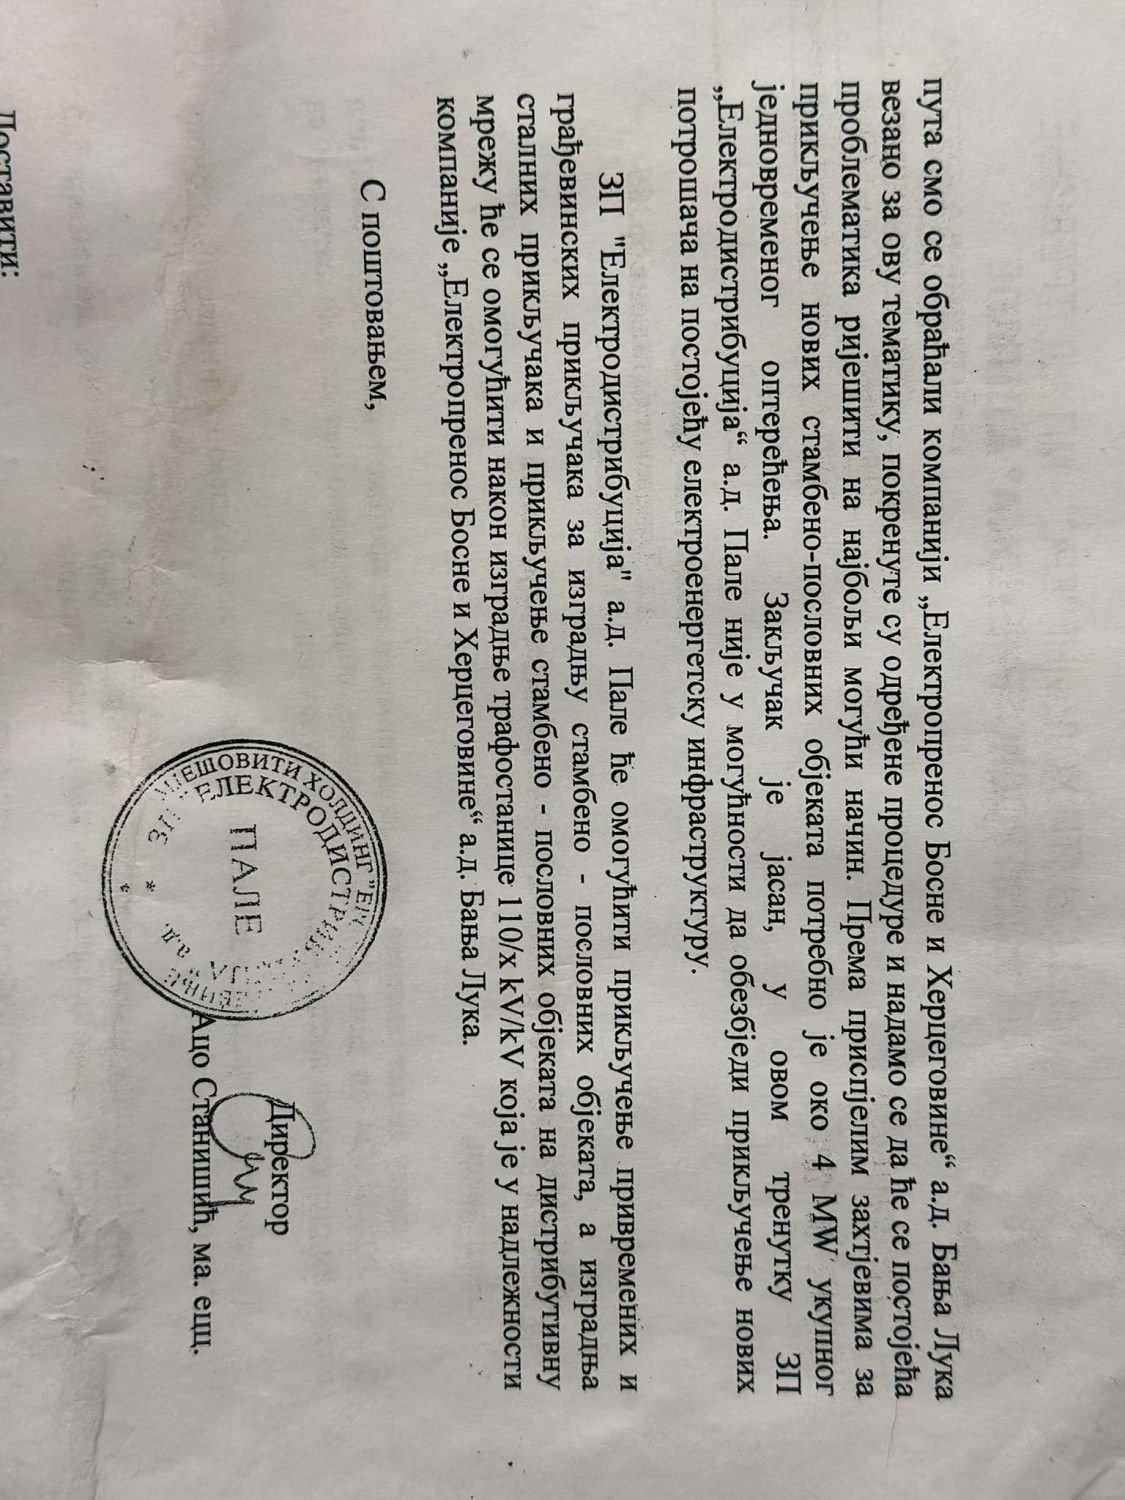 пута смо се обраћали компанији „Електропренос Босне и Херцеговине“ а.д. Бања Лука
везано за ову тематику, покренуте су одређене процедуре и надамо се да ће се постојећа
проблематика ријешити на најбољи могући начин. Према приспјелим захтјевима за
прикључење нових стамбено-пословних објеката потребно је око 4 MW укупног
једновременог оптерећења. Закључак је јасан, у овом тренутку ЗП
„Електродистрибуција“ а.д. Пале није у могућности да обезбједи прикључење нових
потрошача на постојећу електроенергетску инфраструктуру.
ЗП "Електродистрибуција" а.д. Пале ће омогућити прикључење привремених и
грађевинских прикључака за изградњу стамбено - пословних објеката, а изградња
сталних прикључака и прикључење стамбено - пословних објеката на дистрибутивну
мрежу ће се омогућити након изградње трафостанице 110/x kV/kV која је у надлежности
компаније „Електропренос Босне и Херцеговине“ а.д. Бања Лука.
С поштовањем,
Директор
Ацо Станишић, ма. ецц.
МЈЕШОВИТИ ХОЛДИНГ "ЕРС
ЗП ЕЛЕКТРОДИСТРИБ
ПАЛЕ
а.д.
Доставити: